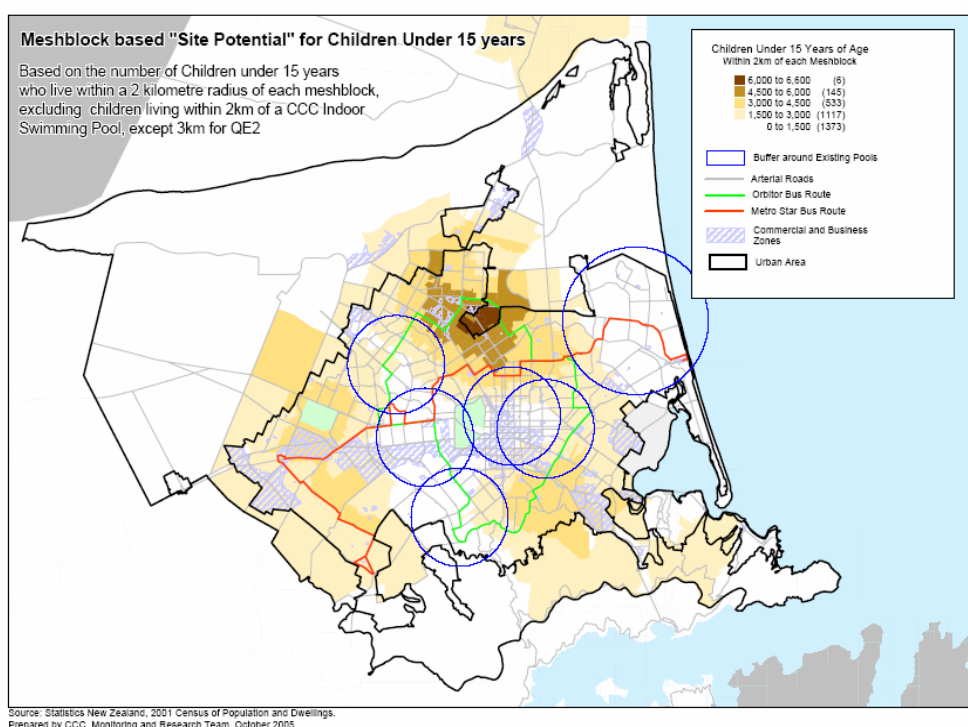 Meshblock based "Site Potential" for Children Under 15 years
Based on the number of Children under 15 years
who live within a 2 kilometre radius of each meshblock,
excluding children living within 2km of a CCC Indoor
Swimming Pool, except 3km for QE2
Children Under 15 Years of Age
Within 2km of each Meshblock
6,000 to 6,600 (6)
4,500 to 6,000 (145)
3,000 to 4,500 (533)
1,500 to 3,000 (1117)
0 to 1,500 (1373)
Buffer around Existing Pools
Arterial Roads
Orbitor Bus Route
Metro Star Bus Route
Commercial and Business
Zones
Urban Area
Source: Statistics New Zealand, 2001 Census of Population and Dwellings.
Prepared by CCC, Monitoring and Research Team, October 2005